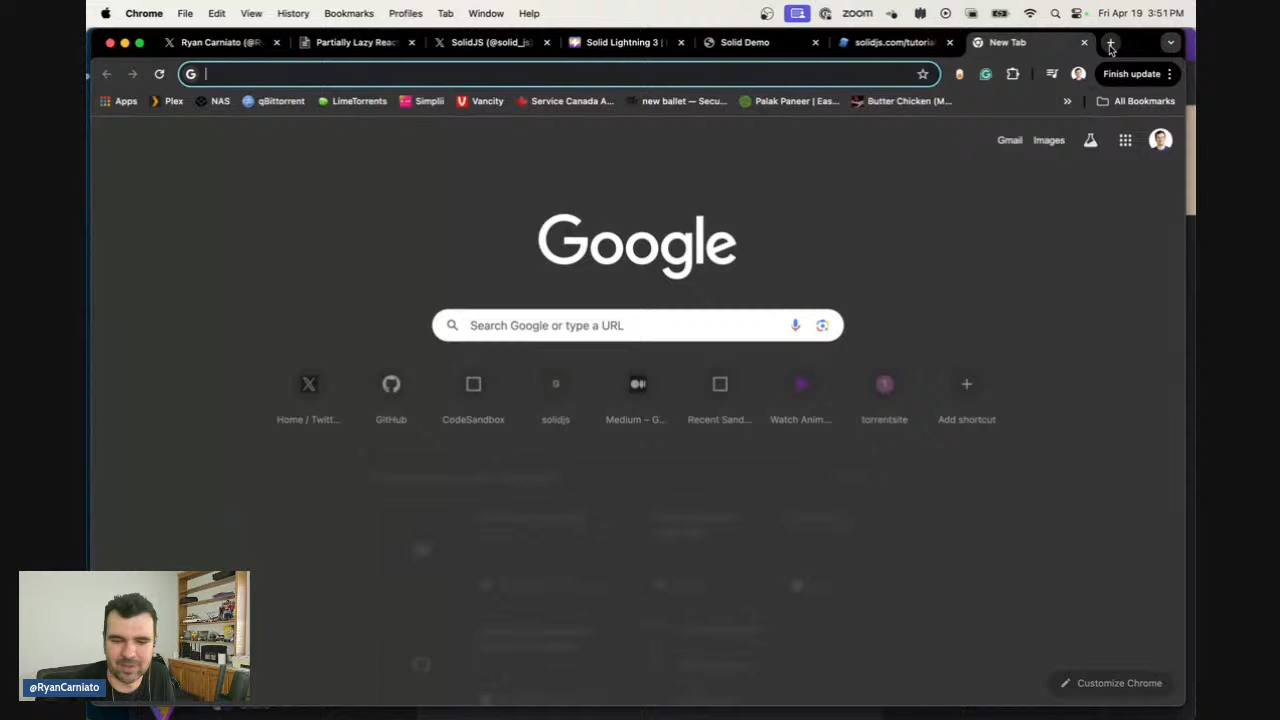 Chrome File Edit View History Bookmarks Profiles Tab Window Help zoom Fri Apr 19 3:51 PM
Ryan Carniato (@R Partially Lazy Reac SolidJS (@solid_js) Solid Lightning 3 | Solid Demo solidjs.com/tutoria New Tab
Finish update
Apps Plex NAS qBittorrent LimeTorrents Simplii Vancity Service Canada A... new ballet — Secu... Palak Paneer | Eas... Butter Chicken (M... » All Bookmarks
Gmail Images
Google
Search Google or type a URL
Home / Twitt... GitHub CodeSandbox solidjs Medium – G... Recent Sand... Watch Anim... torrentsite Add shortcut
@RyanCarniato
Customize Chrome